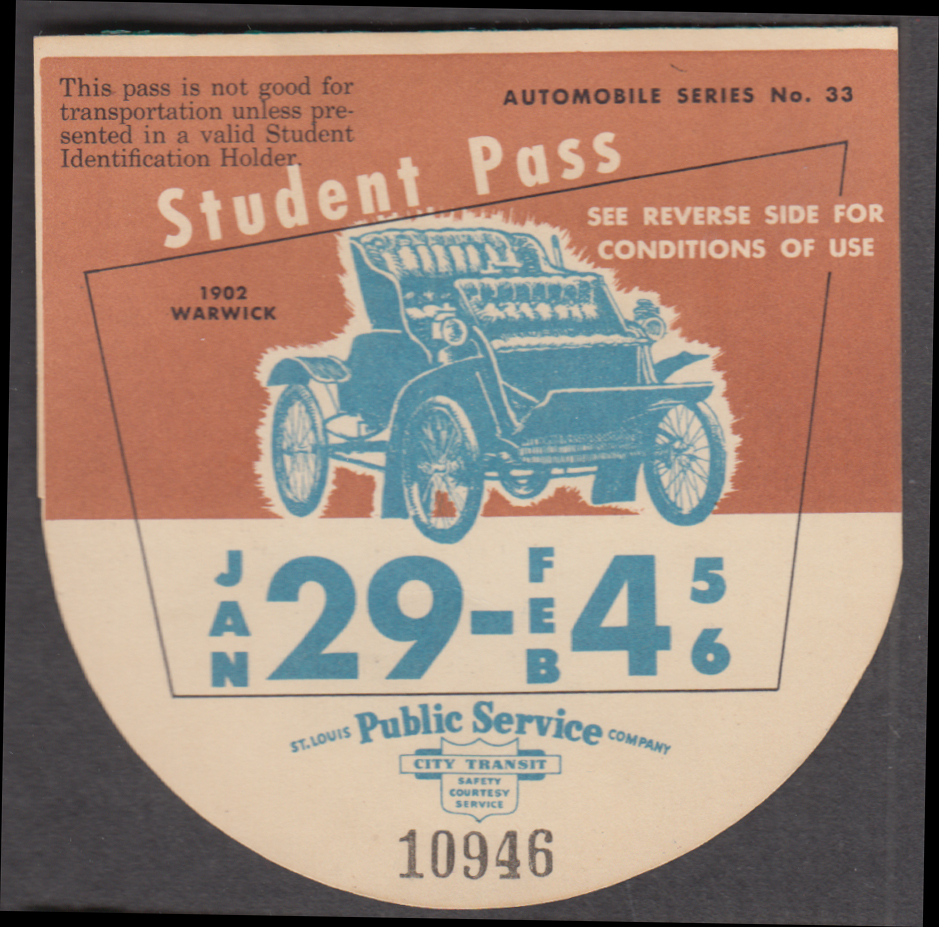 This pass is not good for
transportation unless pre-
sented in a valid Student
Identification Holder.
AUTOMOBILE SERIES No. 33
Student Pass
SEE REVERSE SIDE FOR
CONDITIONS OF USE
1902
WARWICK
JAN 29-FEB 4 56
ST. LOUIS Public Service COMPANY
CITY TRANSIT
SAFETY
COURTESY
SERVICE
10946